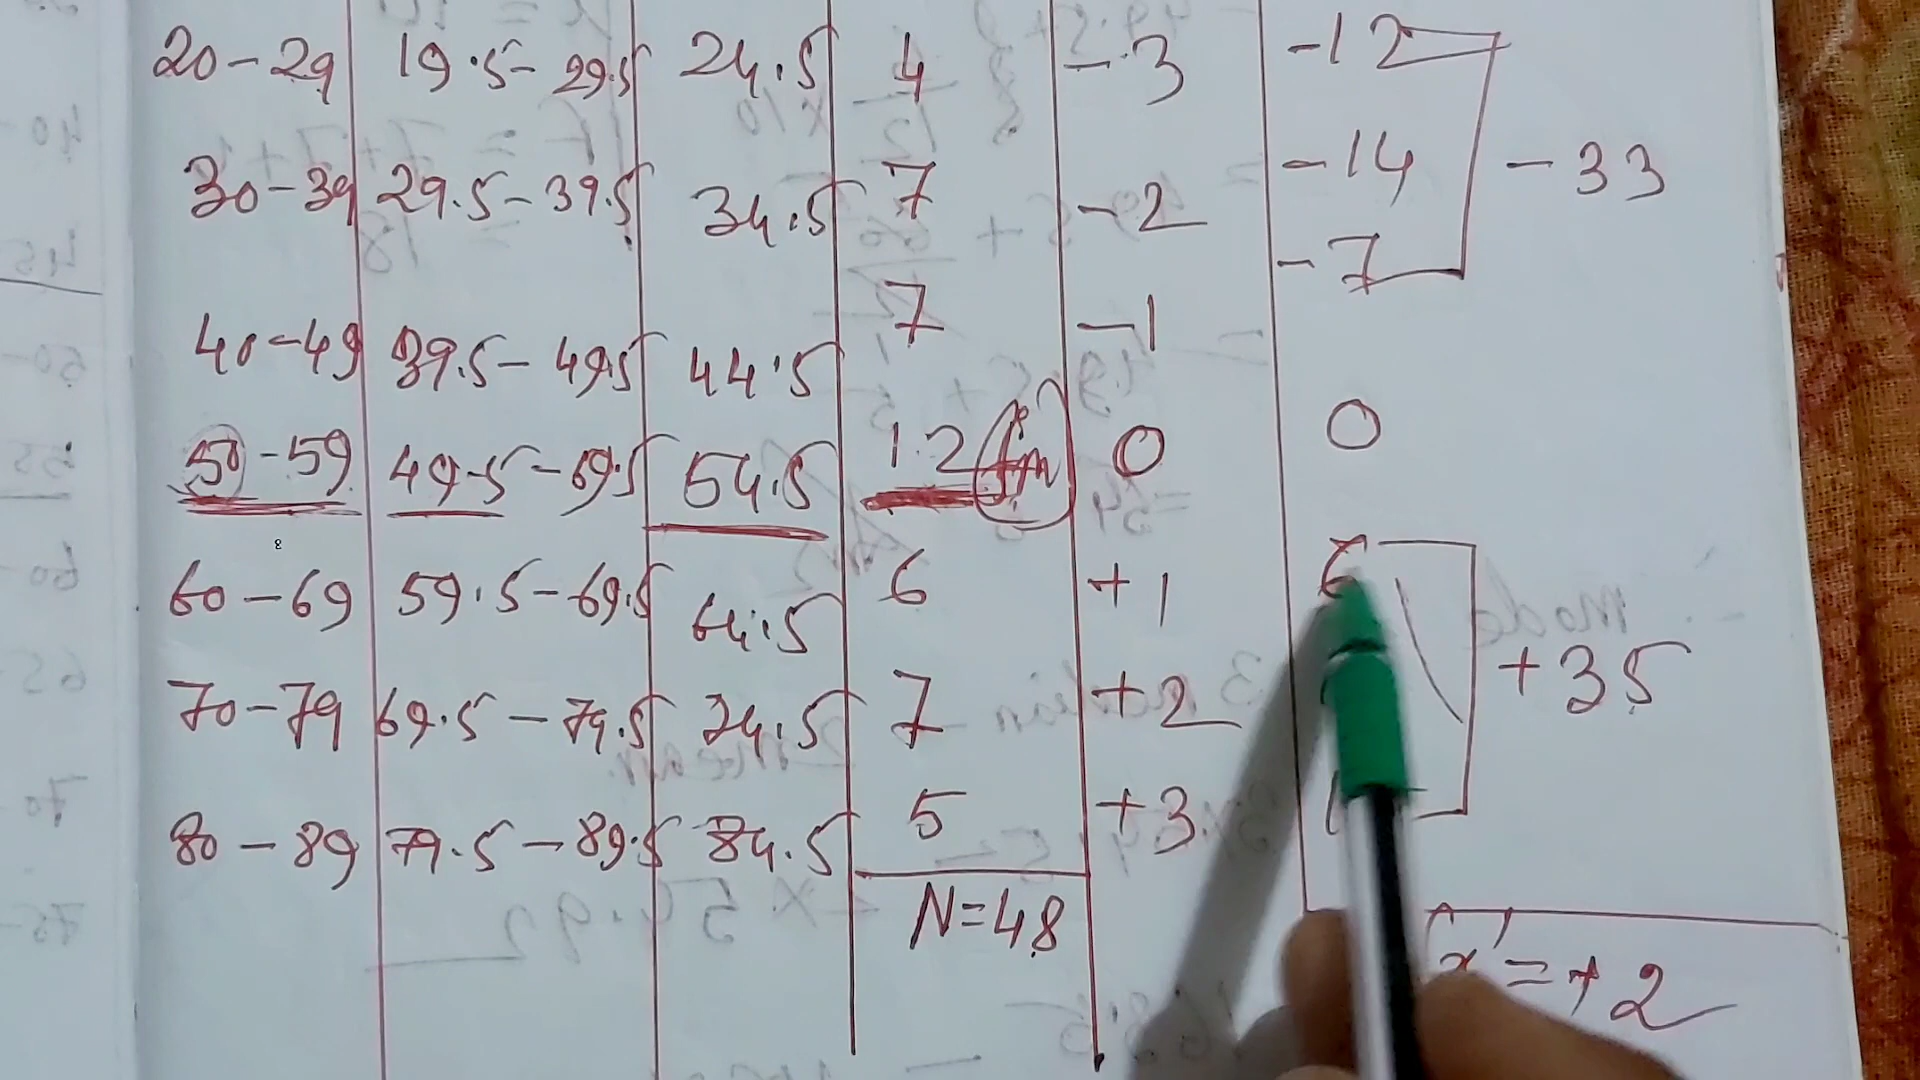 20-29 19.5-29.5 24.5 4 -3 -12
30-39 29.5-39.5 34.5 7 -2 -14 -33
40-49 39.5-49.5 44.5 7 -1 -7
50-59 49.5-59.5 54.5 12 fm 0 0
60-69 59.5-69.5 64.5 6 +1 6
70-79 69.5-79.5 74.5 7 +2 +35
80-89 79.5-89.5 84.5 5 +3
N=48
=+2